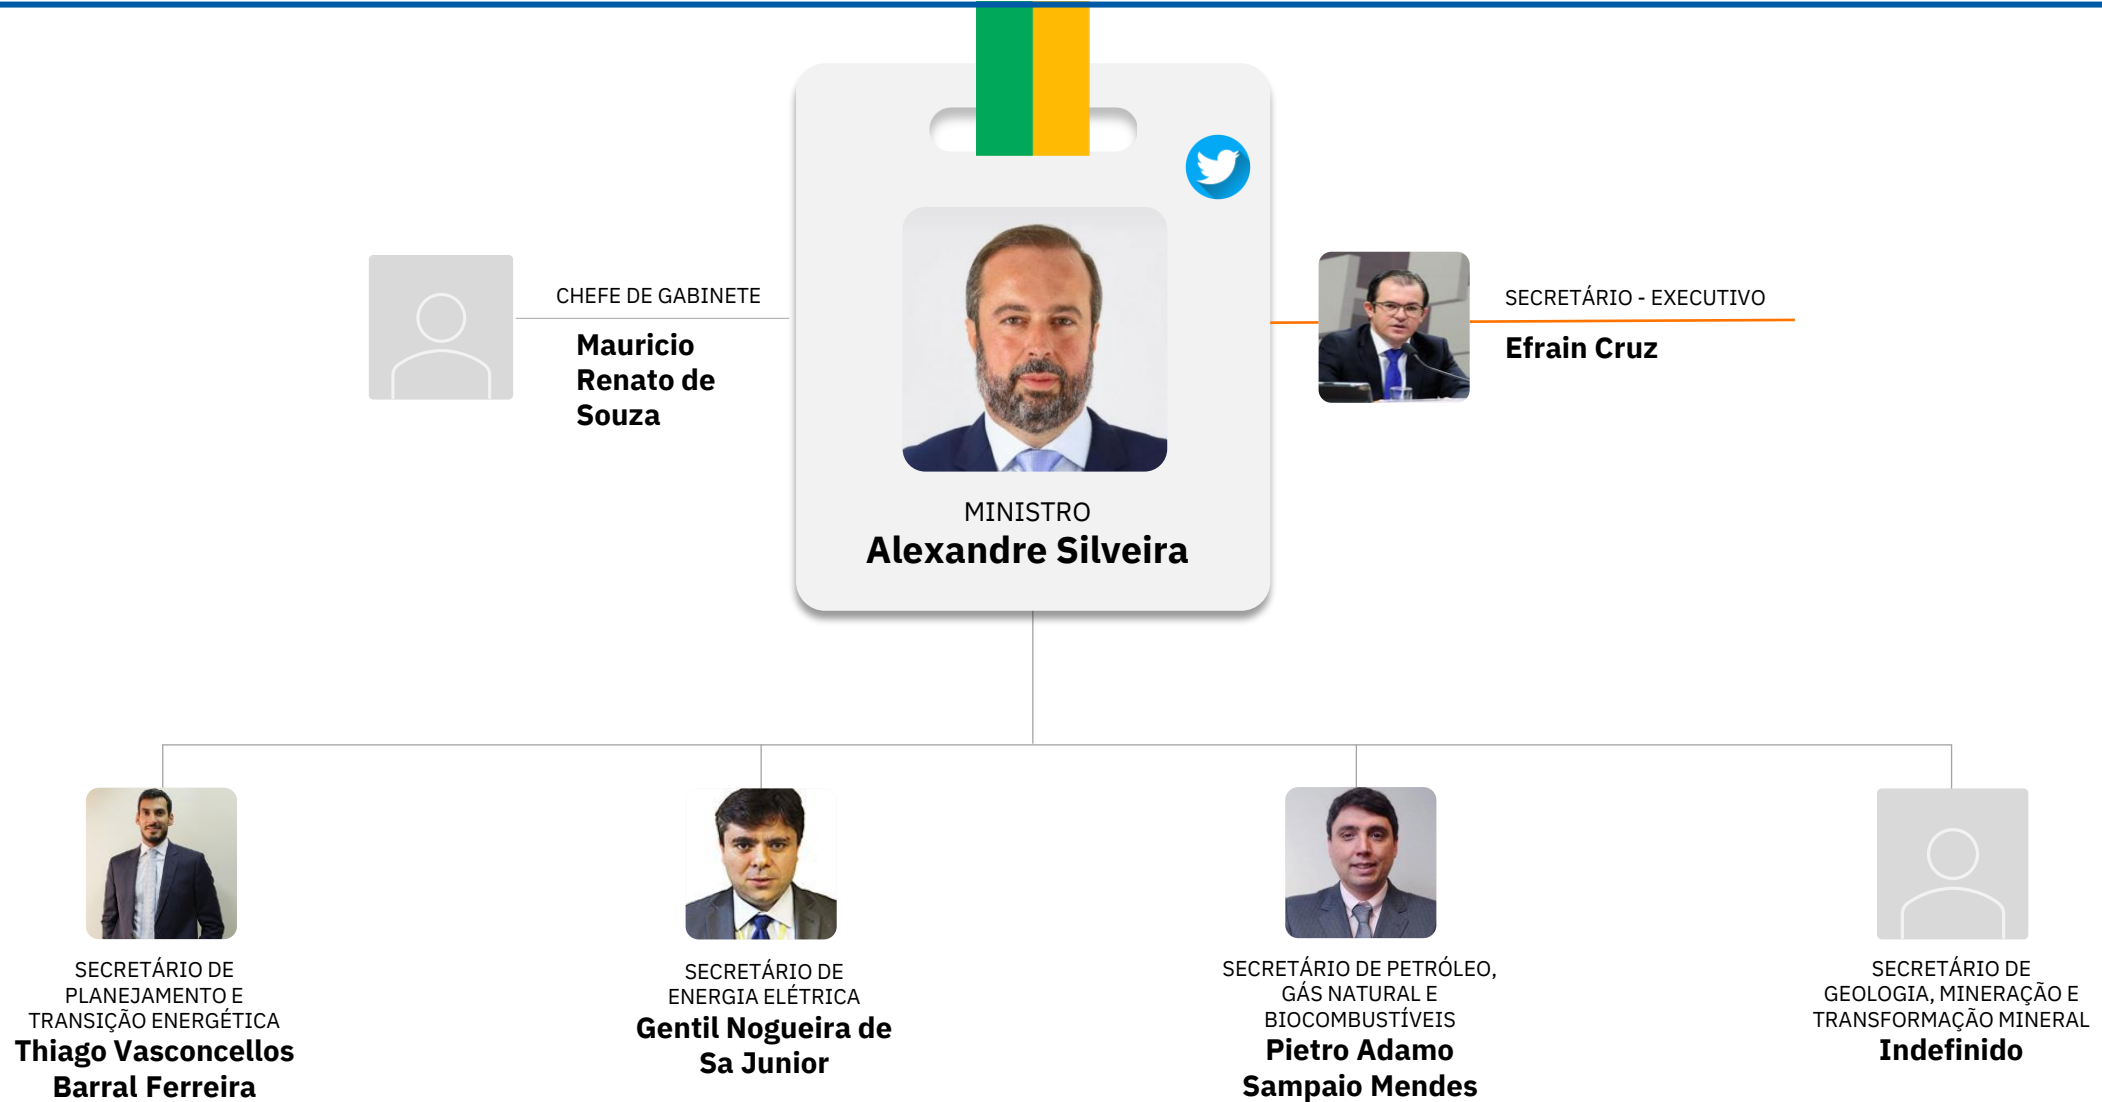 CHEFE DE GABINETE
Mauricio
Renato de
Souza
MINISTRO
Alexandre Silveira
SECRETÁRIO - EXECUTIVO
Efrain Cruz
SECRETÁRIO DE
PLANEJAMENTO E
TRANSIÇÃO ENERGÉTICA
Thiago Vasconcellos
Barral Ferreira
SECRETÁRIO DE
ENERGIA ELÉTRICA
Gentil Nogueira de
Sa Junior
SECRETÁRIO DE PETRÓLEO,
GÁS NATURAL E
BIOCOMBUSTÍVEIS
Pietro Adamo
Sampaio Mendes
SECRETÁRIO DE
GEOLOGIA, MINERAÇÃO E
TRANSFORMAÇÃO MINERAL
Indefinido